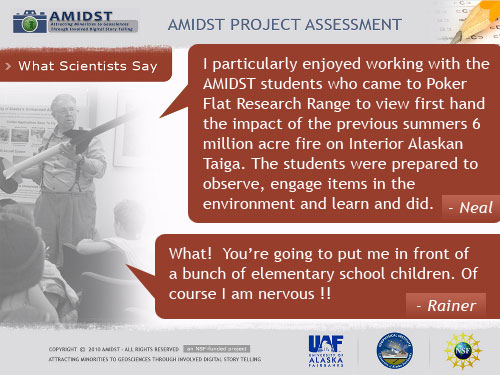 AMIDST
Attracting Minorities to Geosciences
Through Involved Digital Story Telling
AMIDST PROJECT ASSESSMENT
What Scientists Say
I particularly enjoyed working with the
AMIDST students who came to Poker
Flat Research Range to view first hand
the impact of the previous summers 6
million acre fire on Interior Alaskan
Taiga. The students were prepared to
observe, engage items in the
environment and learn and did.
- Neal
What! You're going to put me in front of
a bunch of elementary school children. Of
course I am nervous !!
- Rainer
COPYRIGHT © 2010 AMIDST - ALL RIGHTS RESERVED an NSF-funded project
ATTRACTING MINORITIES TO GEOSCIENCES THROUGH INVOLVED DIGITAL STORY TELLING
UAF
UNIVERSITY OF
ALASKA
FAIRBANKS
NSF